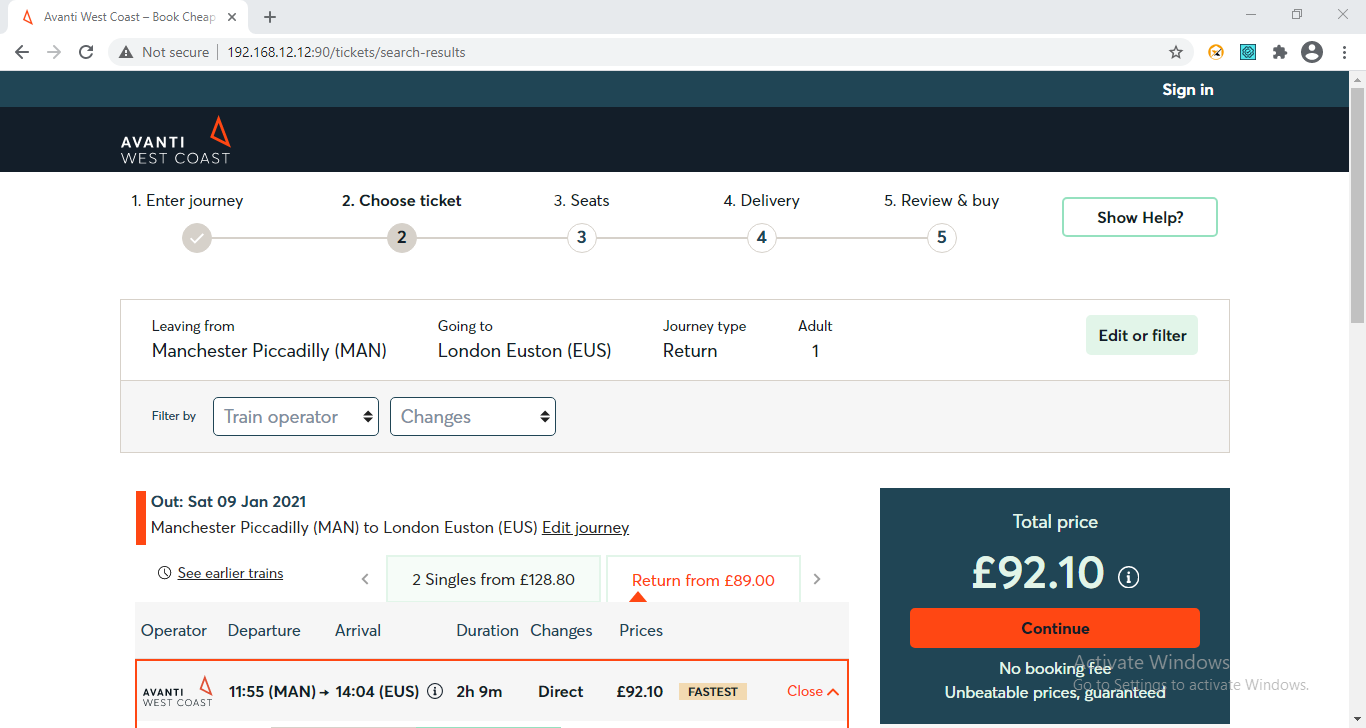 Avanti West Coast – Book Cheap
Not secure 192.168.12.12:90/tickets/search-results
Sign in
AVANTI
WEST COAST
1. Enter journey 2. Choose ticket 3. Seats 4. Delivery 5. Review & buy
2 3 4 5
Show Help?
Leaving from Going to Journey type Adult
Manchester Piccadilly (MAN) London Euston (EUS) Return 1
Edit or filter
Filter by Train operator Changes
Out: Sat 09 Jan 2021
Manchester Piccadilly (MAN) to London Euston (EUS) Edit journey
See earlier trains 2 Singles from £128.80 Return from £89.00
Operator Departure Arrival Duration Changes Prices
AVANTI
WEST COAST
11:55 (MAN) → 14:04 (EUS) 2h 9m Direct £92.10 FASTEST Close
Total price
£92.10
Continue
No booking fee
Unbeatable prices, guaranteed
Activate Windows
Go to Settings to activate Windows.